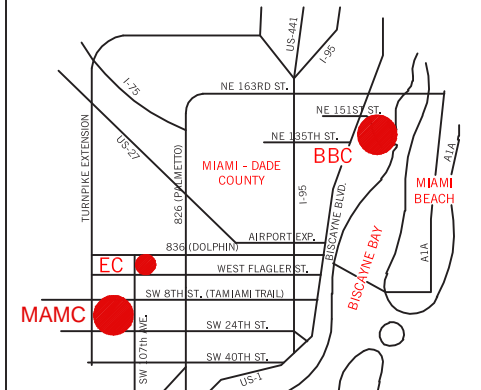 US-441
I-95
I-75
NE 163RD ST.
NE 151ST ST.
US-27
NE 135TH ST.
BBC
A1A
TURNPIKE EXTENSION
826 (PALMETTO)
MIAMI - DADE
COUNTY
I-95
MIAMI
BEACH
BISCAYNE BLVD.
AIRPORT EXP.
836 (DOLPHIN)
A1A
EC
WEST FLAGLER ST.
BISCAYNE BAY
SW 8TH ST. (TAMIAMI TRAIL)
MAMC
SW 24TH ST.
SW 107th AVE.
SW 40TH ST.
US-1